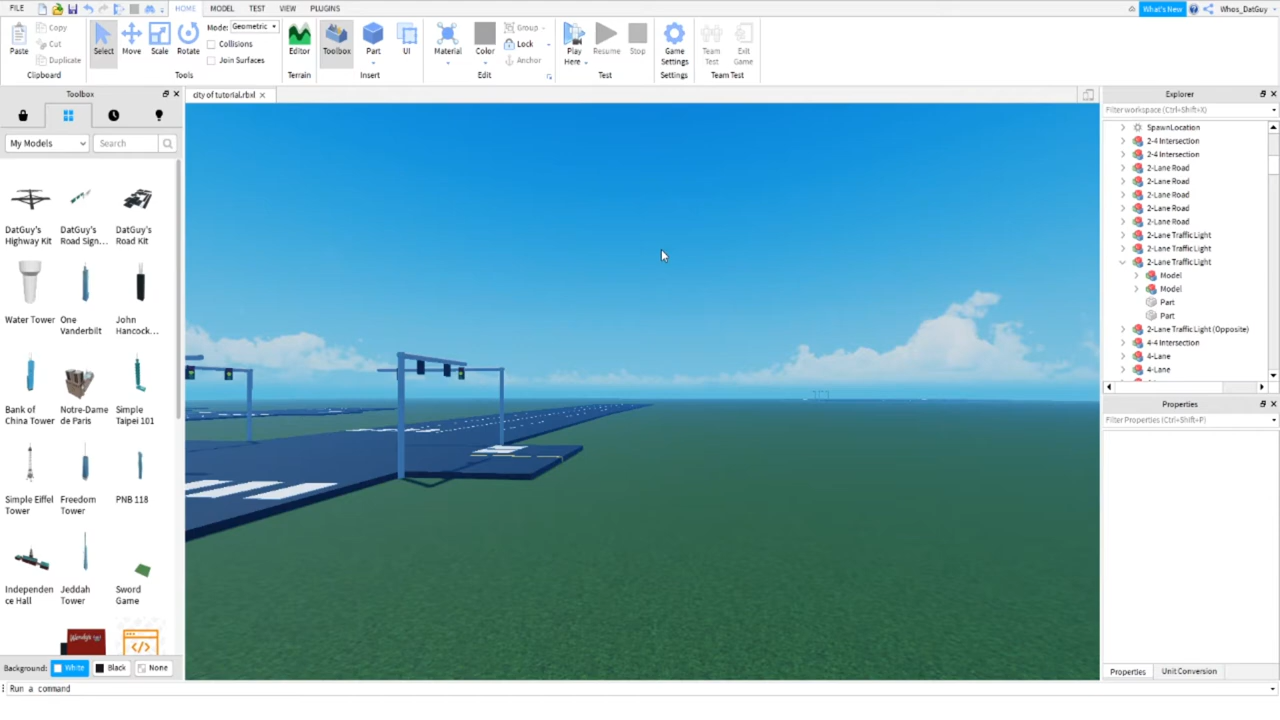 FILE HOME MODEL TEST VIEW PLUGINS What's New Whos_DatGuy
Copy
Cut
Duplicate
Paste
Clipboard
Select Move Scale Rotate
Mode: Geometric
Collisions
Join Surfaces
Tools
Editor
Terrain
Toolbox Part UI
Insert
Material Color
Group
Lock
Anchor
Edit
Play Here Resume Stop
Test
Game Settings
Settings
Team Test Exit Game
Team Test
Toolbox
city of tutorial.rbxl
Explorer
Filter workspace (Ctrl+Shift+X)
My Models Search
DatGuy's Highway Kit
DatGuy's Road Sign...
DatGuy's Road Kit
Water Tower
One Vanderbilt
John Hancock...
Bank of China Tower
Notre-Dame de Paris
Simple Taipei 101
Simple Eiffel Tower
Freedom Tower
PNB 118
Independence Hall
Jeddah Tower
Sword Game
Wendys
</>
Background: White Black None
Run a command
SpawnLocation
2-4 Intersection
2-4 Intersection
2-Lane Road
2-Lane Road
2-Lane Road
2-Lane Road
2-Lane Road
2-Lane Traffic Light
2-Lane Traffic Light
2-Lane Traffic Light
Model
Model
Part
Part
2-Lane Traffic Light (Opposite)
4-4 Intersection
4-Lane
4-Lane
Properties
Filter Properties (Ctrl+Shift+P)
Properties Unit Conversion